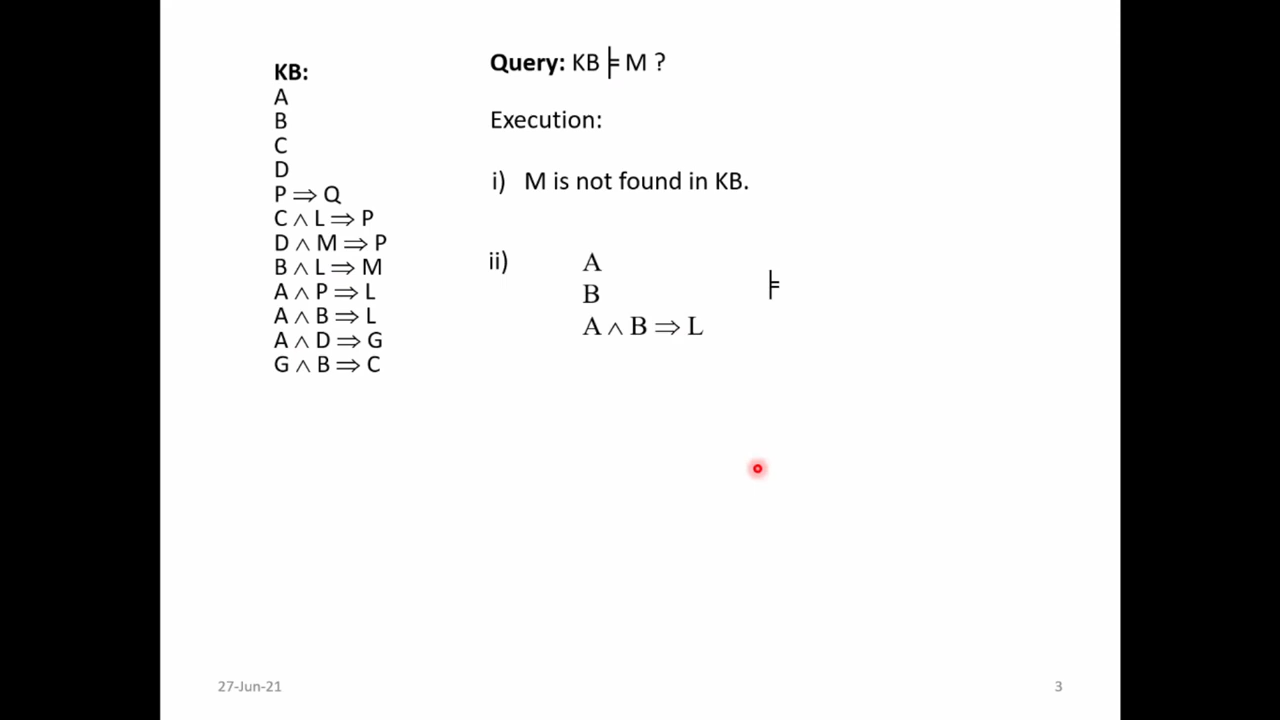 KB:
A
B
C
D
P ⇒ Q
C ∧ L ⇒ P
D ∧ M ⇒ P
B ∧ L ⇒ M
A ∧ P ⇒ L
A ∧ B ⇒ L
A ∧ D ⇒ G
G ∧ B ⇒ C
Query: KB ⊧ M ?
Execution:
i) M is not found in KB.
ii) A
B
A ∧ B ⇒ L
⊧
27-Jun-21
3